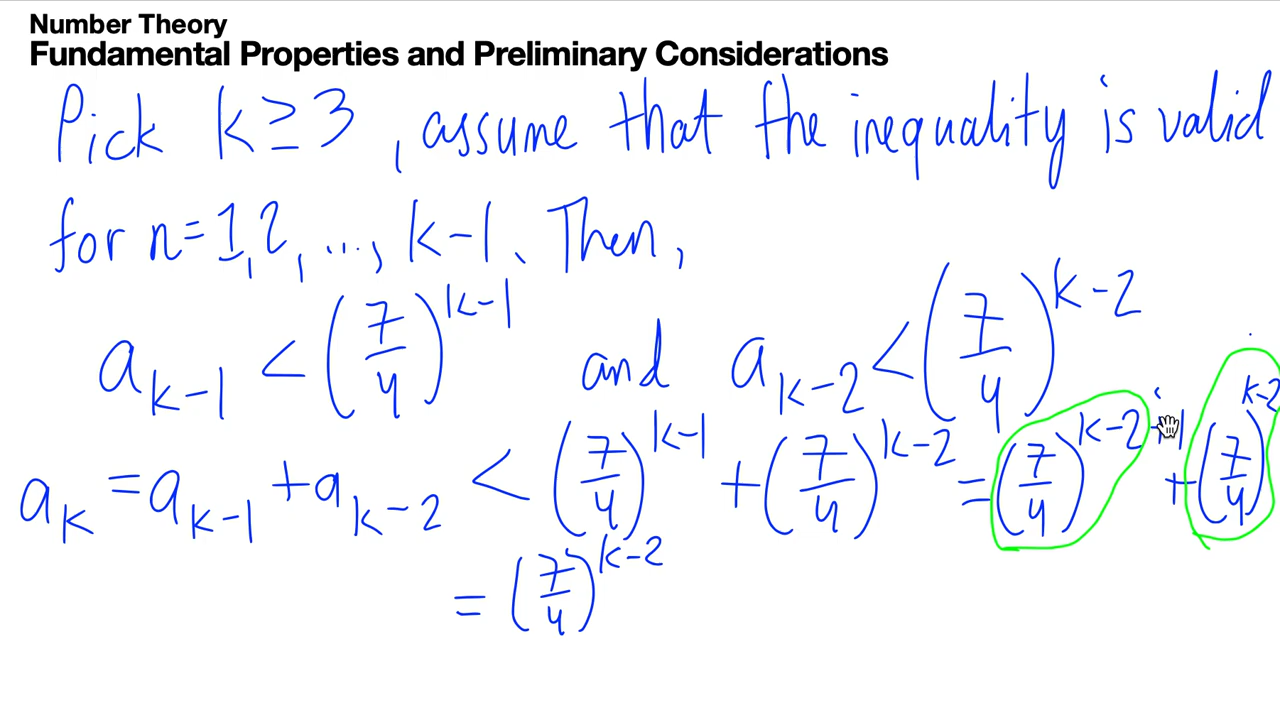 Number Theory
Fundamental Properties and Preliminary Considerations
Pick k ≥ 3, assume that the inequality is valid
for n=1,2,...,k-1. Then,
a_{k-1} < (7/4)^{k-1} and a_{k-2} < (7/4)^{k-2}
a_k = a_{k-1} + a_{k-2} < (7/4)^{k-1} + (7/4)^{k-2} = (7/4)^{k-2+1} + (7/4)^{k-2}
= (7/4)^{k-2}